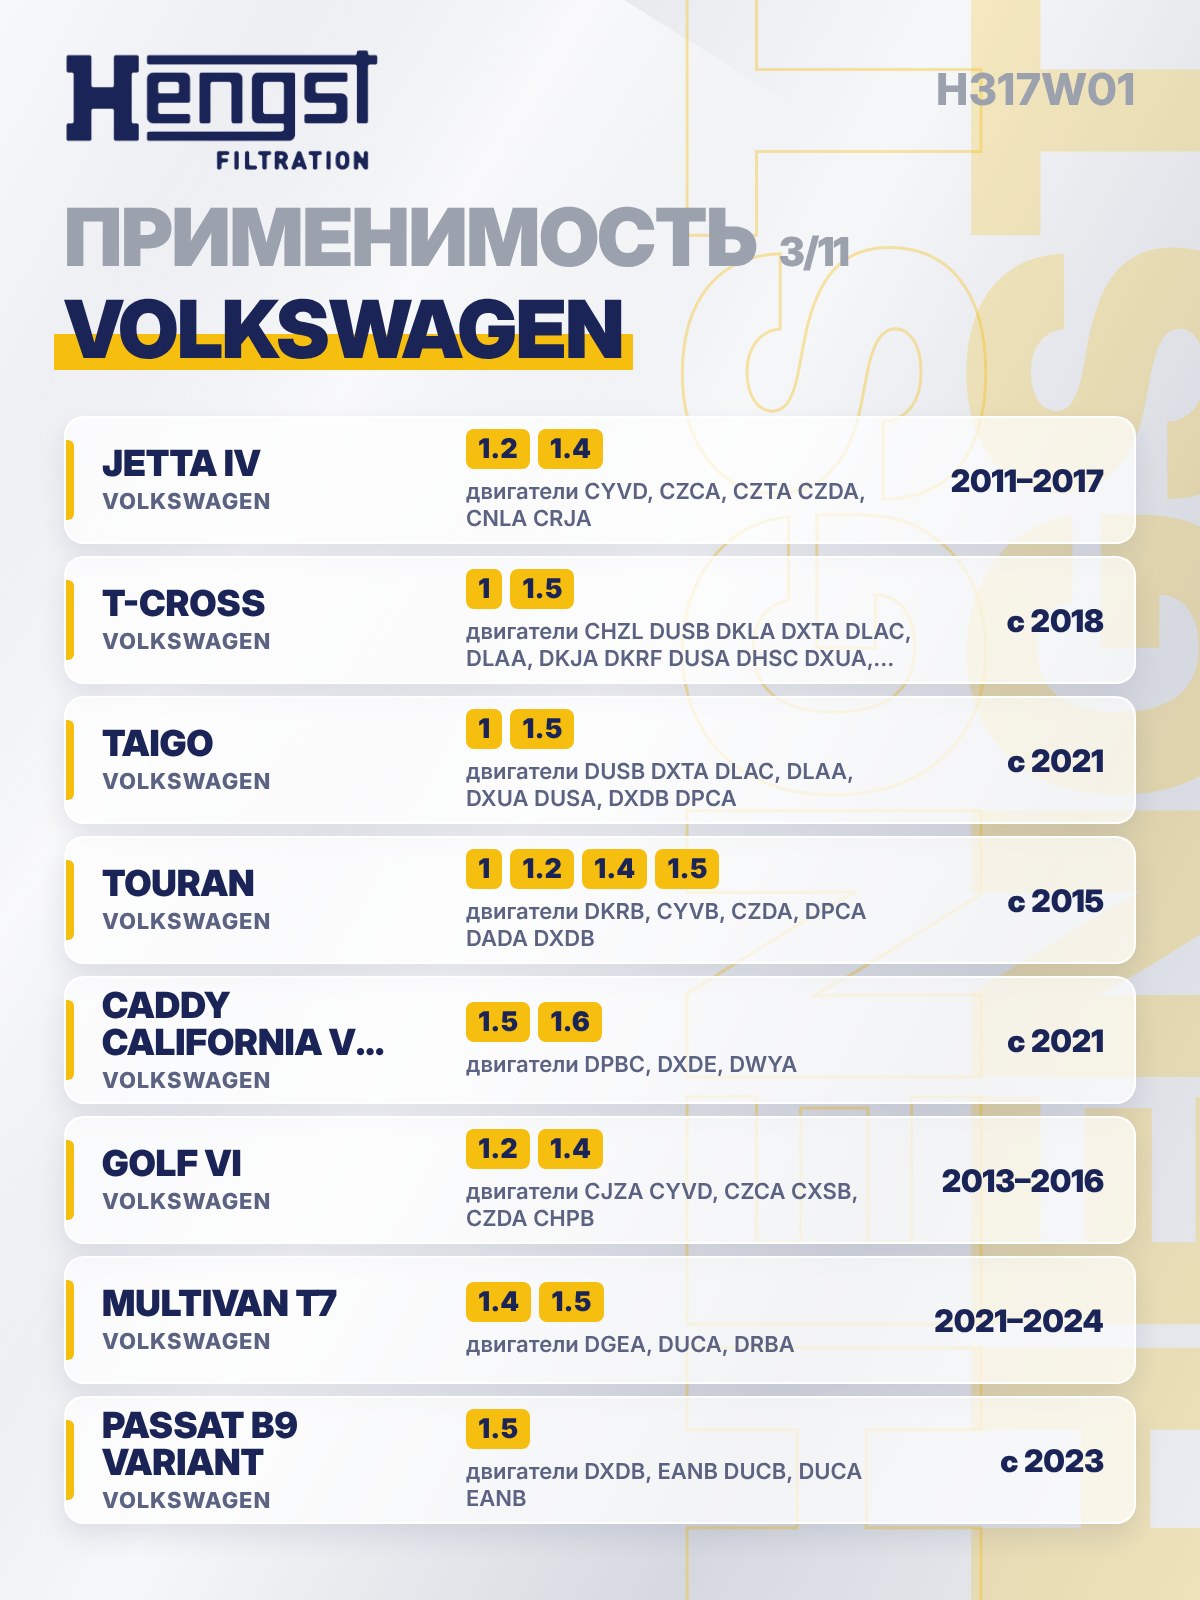 Hengst
FILTRATION
H317W01
ПРИМЕНИМОСТЬ 3/11
VOLKSWAGEN
JETTA IV
VOLKSWAGEN
1.2 1.4
двигатели CYVD, CZCA, CZTA CZDA,
CNLA CRJA
2011–2017
T-CROSS
VOLKSWAGEN
1 1.5
двигатели CHZL DUSB DKLA DXTA DLAC,
DLAA, DKJA DKRF DUSA DHSC DXUA,...
с 2018
TAIGO
VOLKSWAGEN
1 1.5
двигатели DUSB DXTA DLAC, DLAA,
DXUA DUSA, DXDB DPCA
с 2021
TOURAN
VOLKSWAGEN
1 1.2 1.4 1.5
двигатели DKRB, CYVB, CZDA, DPCA
DADA DXDB
с 2015
CADDY
CALIFORNIA V...
VOLKSWAGEN
1.5 1.6
двигатели DPBC, DXDE, DWYA
с 2021
GOLF VI
VOLKSWAGEN
1.2 1.4
двигатели CJZA CYVD, CZCA CXSB,
CZDA CHPB
2013–2016
MULTIVAN T7
VOLKSWAGEN
1.4 1.5
двигатели DGEA, DUCA, DRBA
2021–2024
PASSAT B9
VARIANT
VOLKSWAGEN
1.5
двигатели DXDB, EANB DUCB, DUCA
EANB
с 2023
HENGST
HENGST